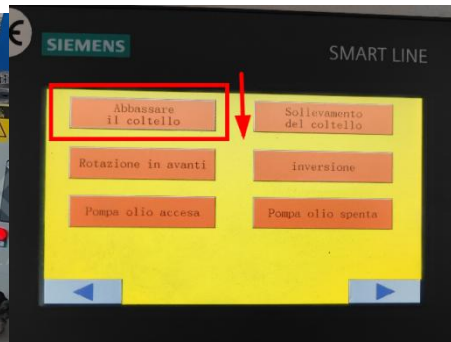 CE
SIEMENS
SMART LINE
Abbassare
il coltello
Sollevamento
del coltello
Rotazione in avanti
inversione
Pompa olio accesa
Pompa olio spenta